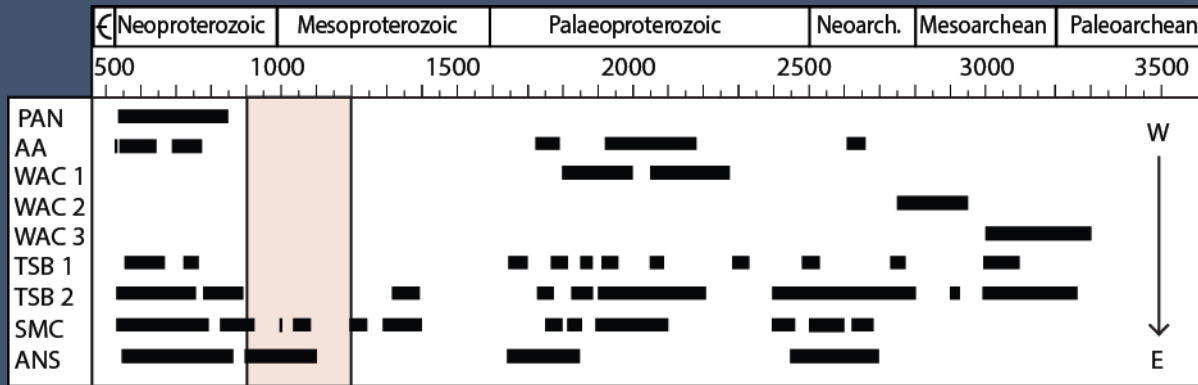 Є Neoproterozoic Mesoproterozoic Palaeoproterozoic Neoarch. Mesoarchean Paleoarchean
500 1000 1500 2000 2500 3000 3500
PAN
W
AA
WAC 1
WAC 2
WAC 3
TSB 1
TSB 2
SMC
ANS
E